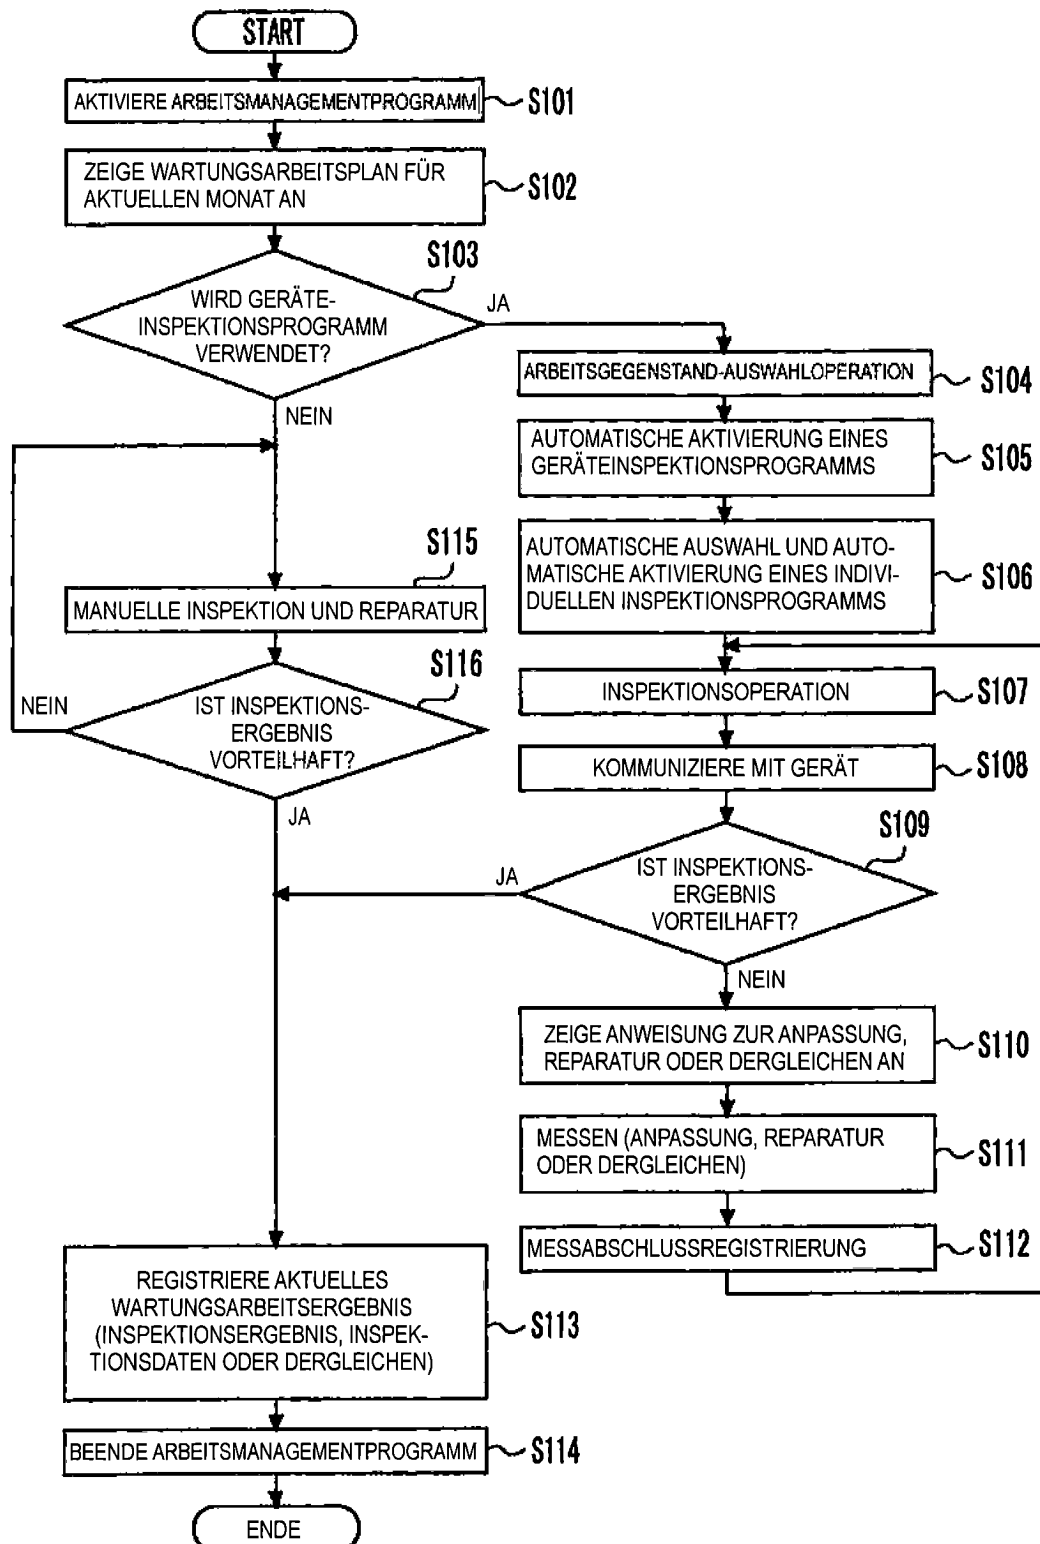 START
AKTIVIERE ARBEITSMANAGEMENTPROGRAMM
S101
ZEIGE WARTUNGSARBEITSPLAN FÜR
AKTUELLEN MONAT AN
S102
S103
WIRD GERÄTE-
INSPEKTIONSPROGRAMM
VERWENDET?
JA
NEIN
ARBEITSGEGENSTAND-AUSWAHLOPERATION
S104
AUTOMATISCHE AKTIVIERUNG EINES
GERÄTEINSPEKTIONSPROGRAMMS
S105
AUTOMATISCHE AUSWAHL UND AUTO-
MATISCHE AKTIVIERUNG EINES INDIVI-
DUELLEN INSPEKTIONSPROGRAMMS
S106
S115
MANUELLE INSPEKTION UND REPARATUR
S116
NEIN
IST INSPEKTIONS-
ERGEBNIS
VORTEILHAFT?
JA
INSPEKTIONSOPERATION
S107
KOMMUNIZIERE MIT GERÄT
S108
S109
JA
IST INSPEKTIONS-
ERGEBNIS
VORTEILHAFT?
NEIN
ZEIGE ANWEISUNG ZUR ANPASSUNG,
REPARATUR ODER DERGLEICHEN AN
S110
MESSEN (ANPASSUNG, REPARATUR
ODER DERGLEICHEN)
S111
MESSABSCHLUSSREGISTRIERUNG
S112
REGISTRIERE AKTUELLES
WARTUNGSARBEITSERGEBNIS
(INSPEKTIONSERGEBNIS, INSPEK-
TIONSDATEN ODER DERGLEICHEN)
S113
BEENDE ARBEITSMANAGEMENTPROGRAMM
S114
ENDE